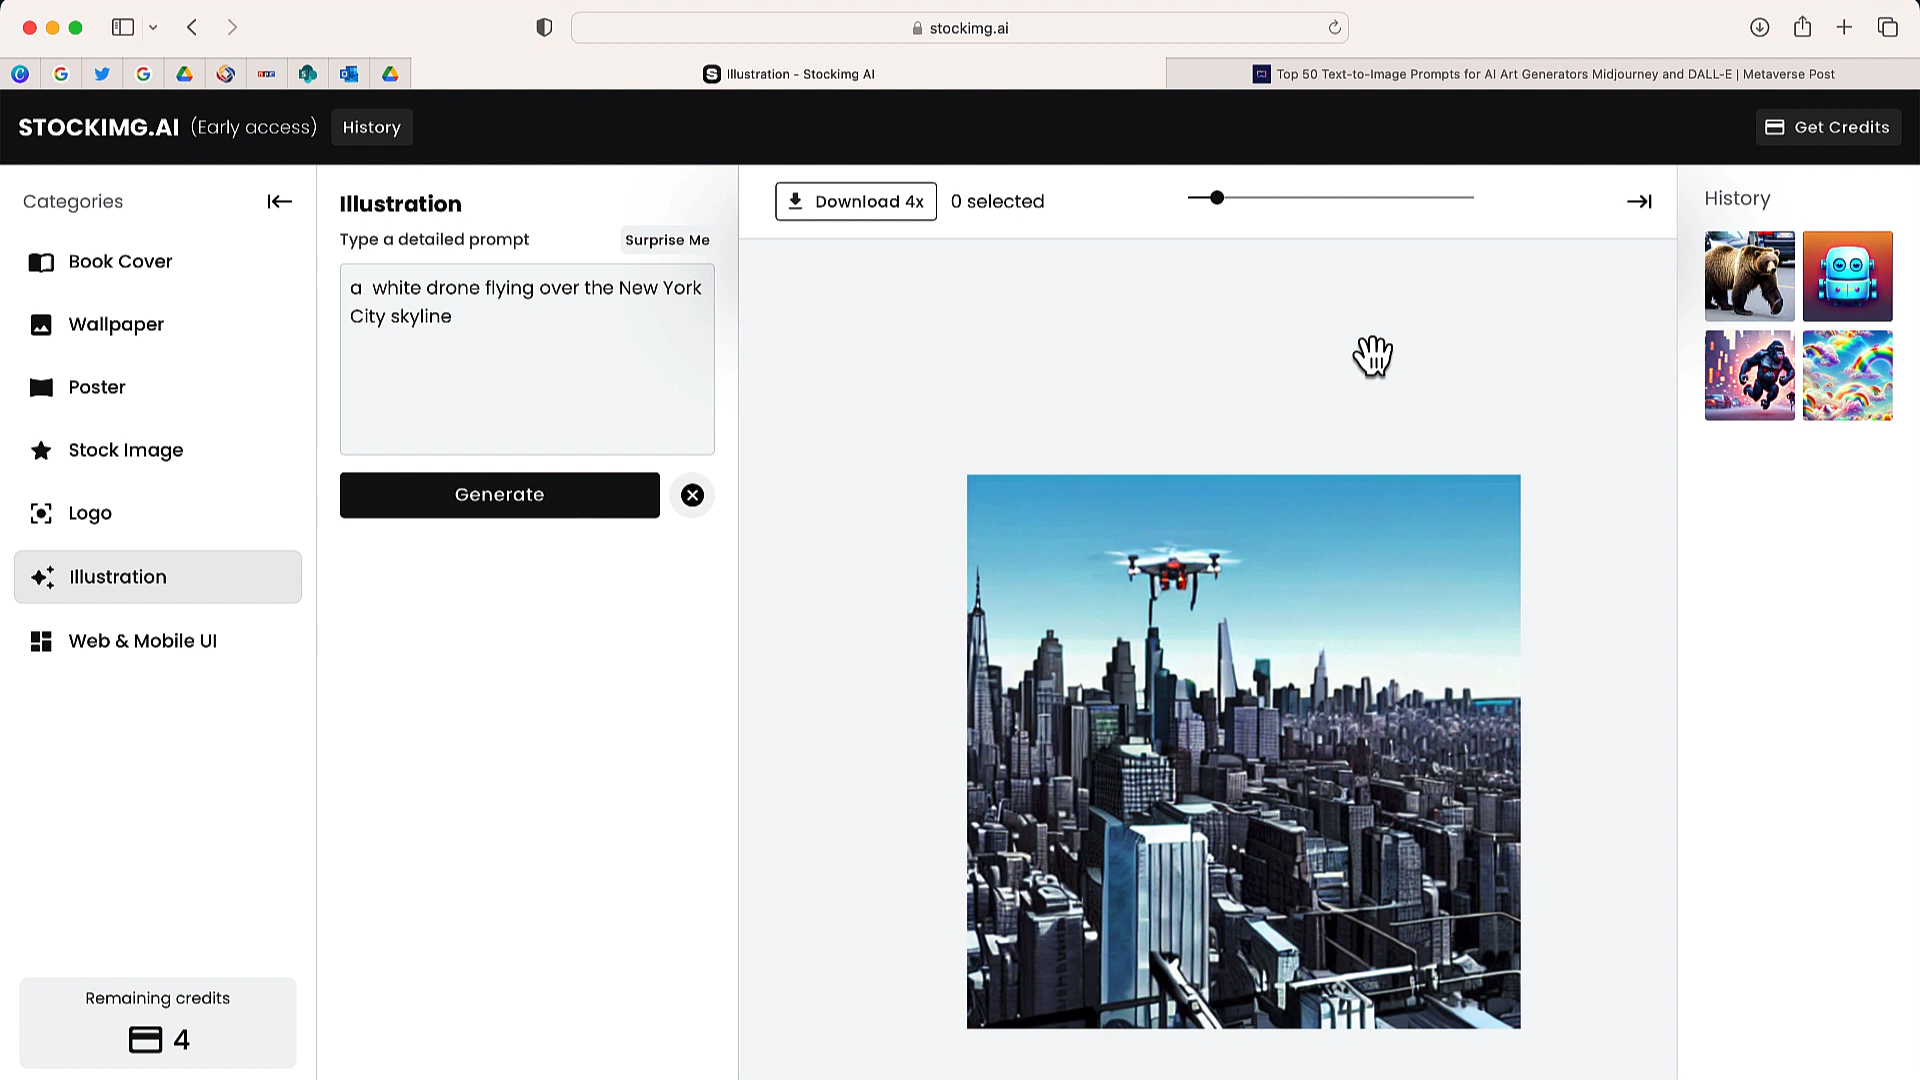 stockimg.ai
Illustration - Stockimg AI
Top 50 Text-to-Image Prompts for AI Art Generators Midjourney and DALL-E | Metaverse Post
STOCKIMG.AI (Early access)
History
Get Credits
Categories
Book Cover
Wallpaper
Poster
Stock Image
Logo
Illustration
Web & Mobile UI
Remaining credits
4
Illustration
Type a detailed prompt
Surprise Me
a  white drone flying over the New York
City skyline
Generate
Download 4x
0 selected
History